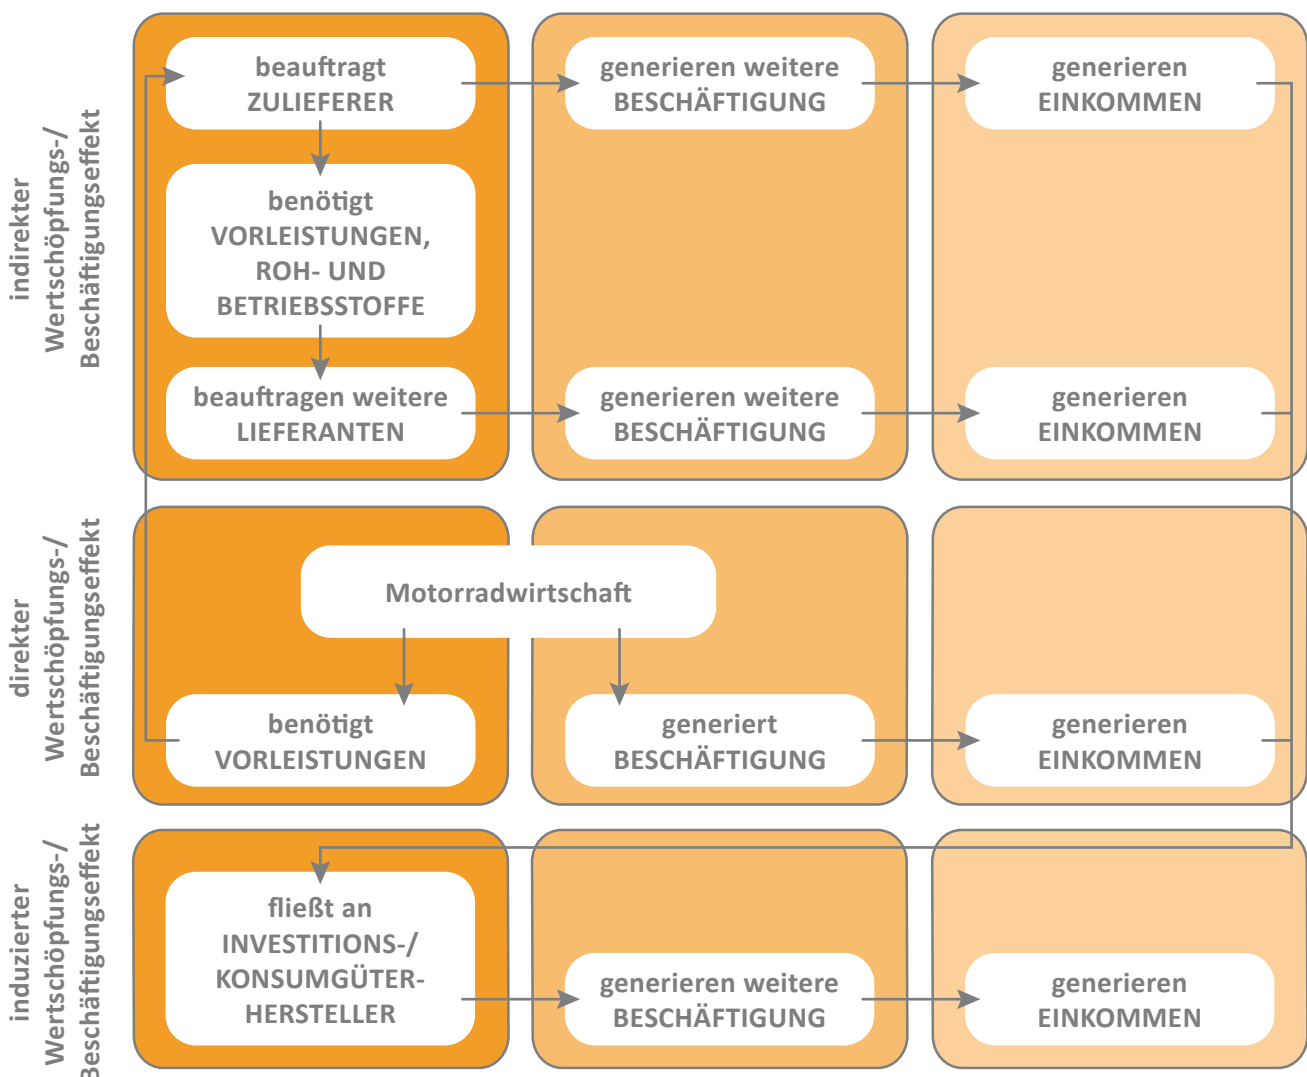 indirekter
Wertschöpfungs-/
Beschäftigungseffekt
beauftragt
ZULIEFERER
generieren weitere
BESCHÄFTIGUNG
generieren
EINKOMMEN
benötigt
VORLEISTUNGEN,
ROH- UND
BETRIEBSSTOFFE
beauftragen weitere
LIEFERANTEN
generieren weitere
BESCHÄFTIGUNG
generieren
EINKOMMEN
direkter
Wertschöpfungs-/
Beschäftigungseffekt
Motorradwirtschaft
benötigt
VORLEISTUNGEN
generiert
BESCHÄFTIGUNG
generieren
EINKOMMEN
induzierter
Wertschöpfungs-/
Beschäftigungseffekt
fließt an
INVESTITIONS-/
KONSUMGÜTER-
HERSTELLER
generieren weitere
BESCHÄFTIGUNG
generieren
EINKOMMEN